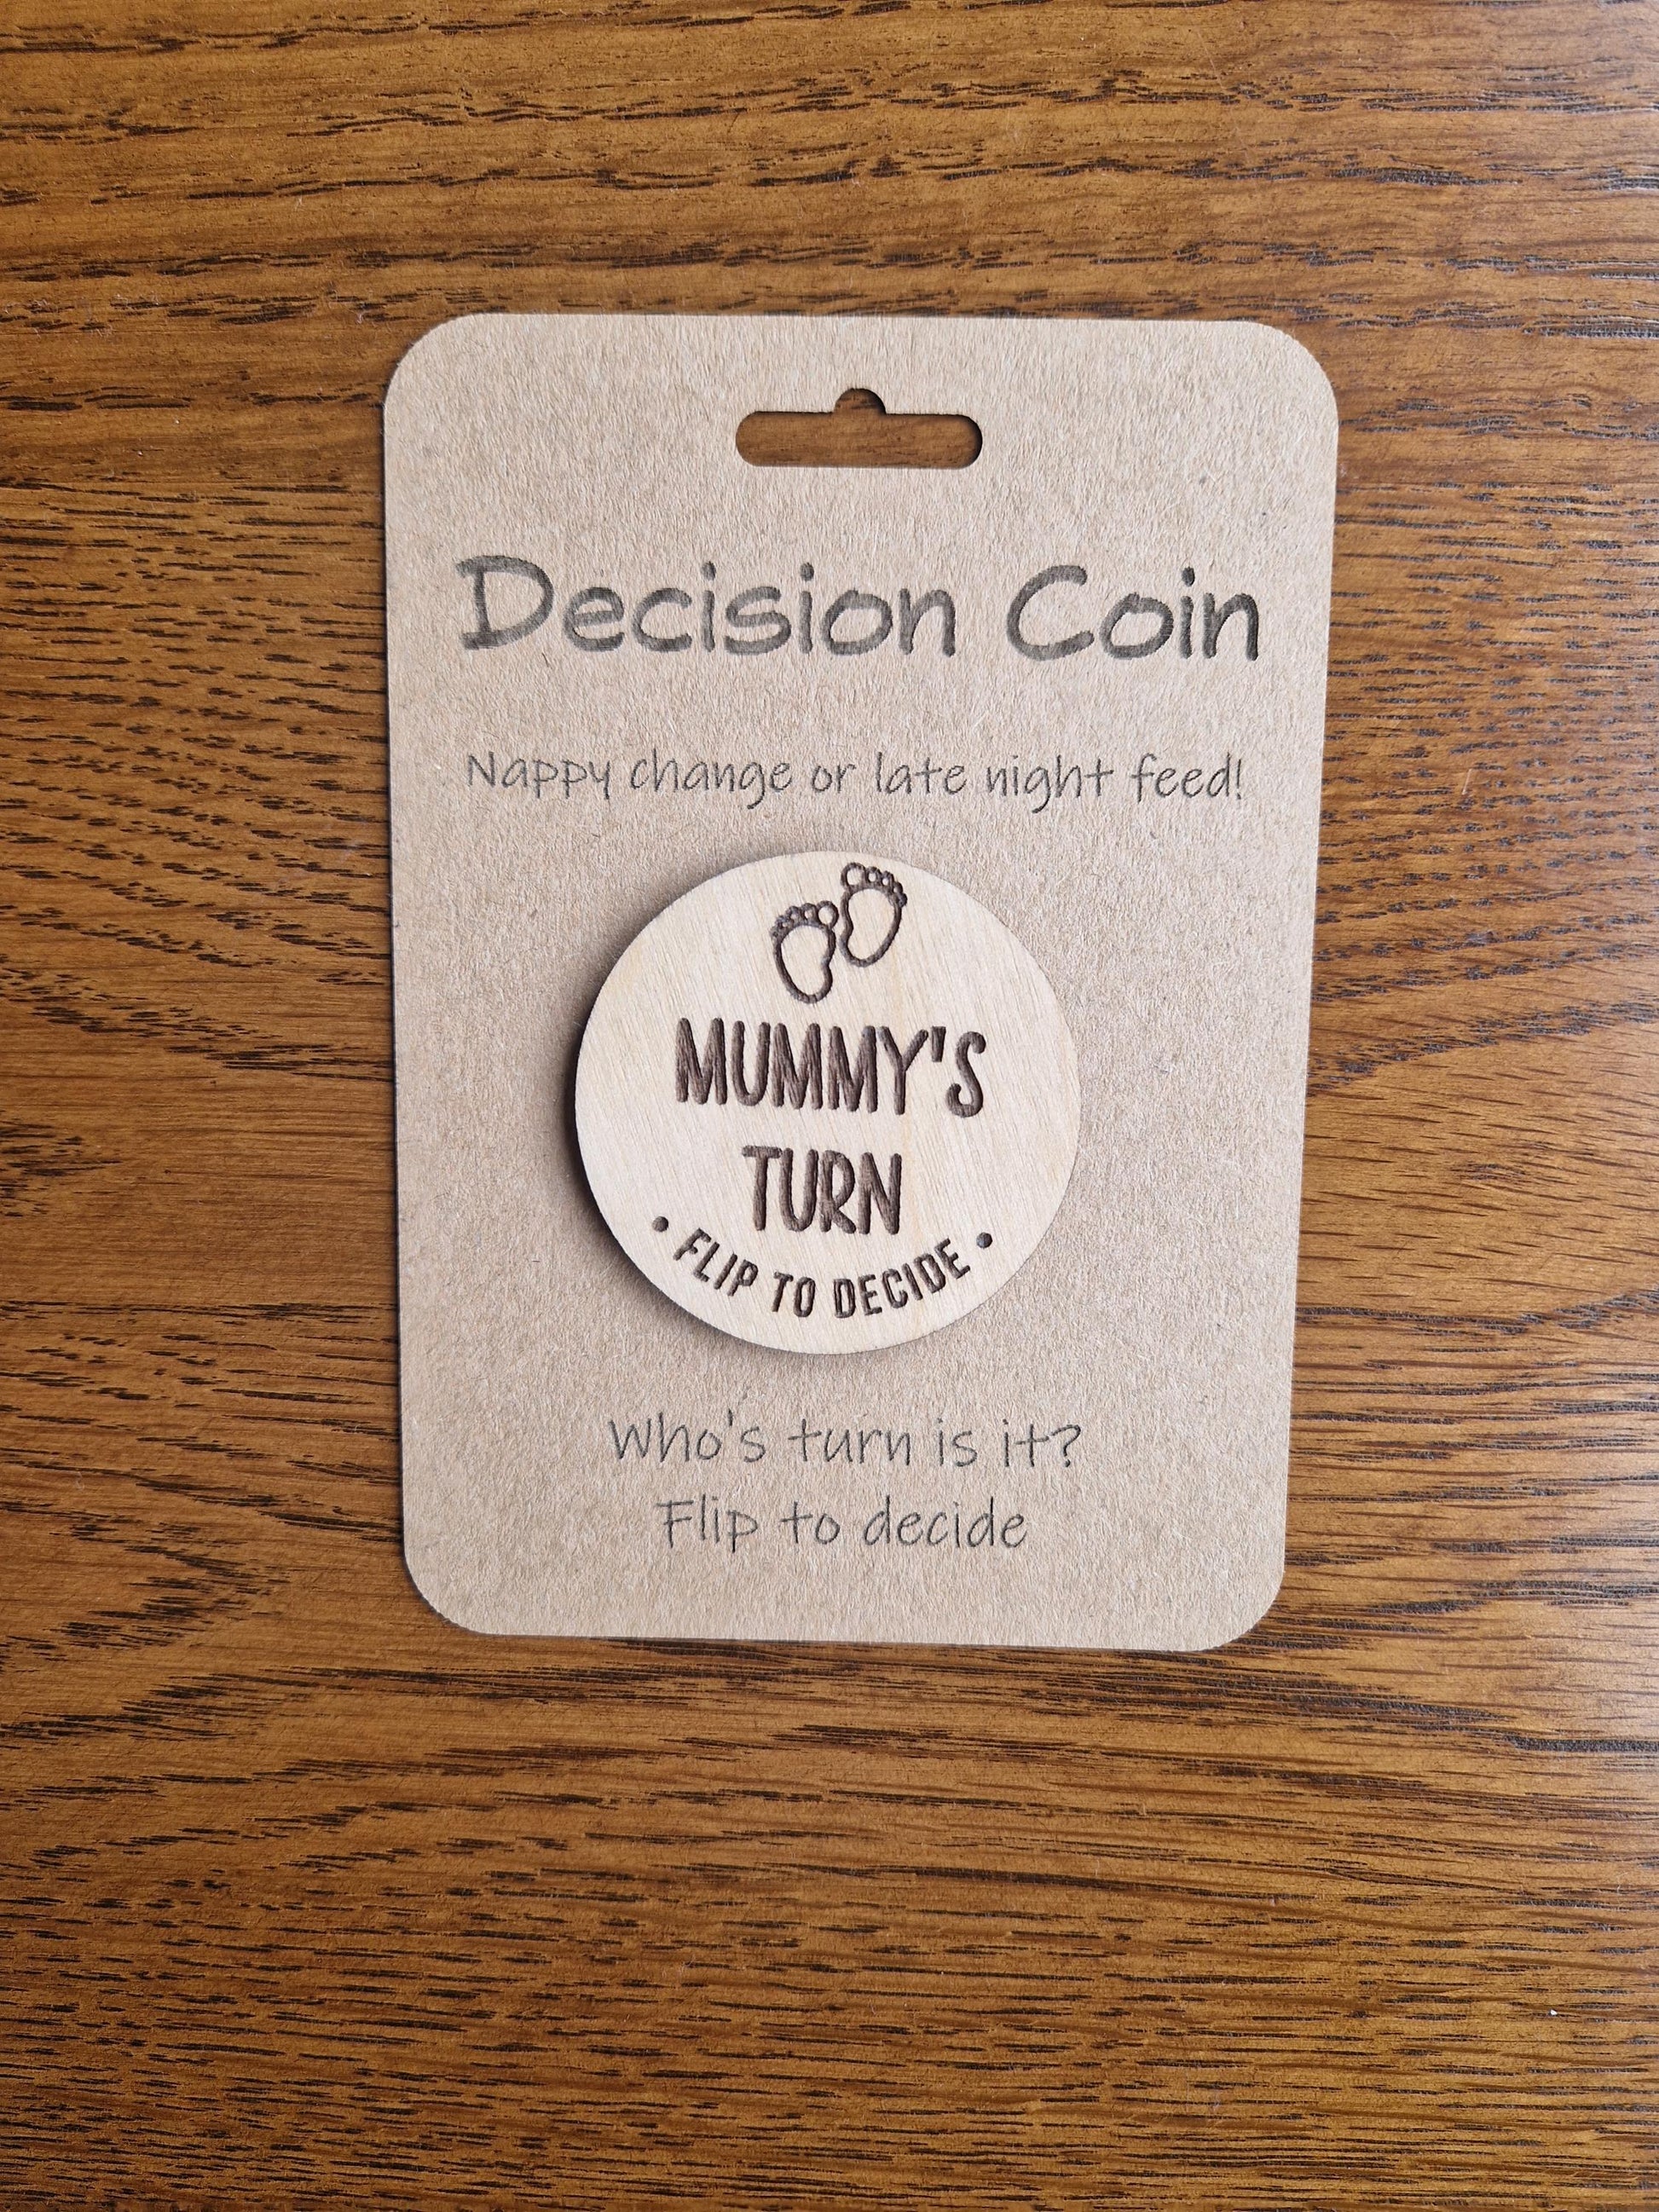 Decision Coin
Nappy change or late night feed!
MUMMY'S
TURN
• FLIP TO DECIDE •
Who's turn is it?
Flip to decide